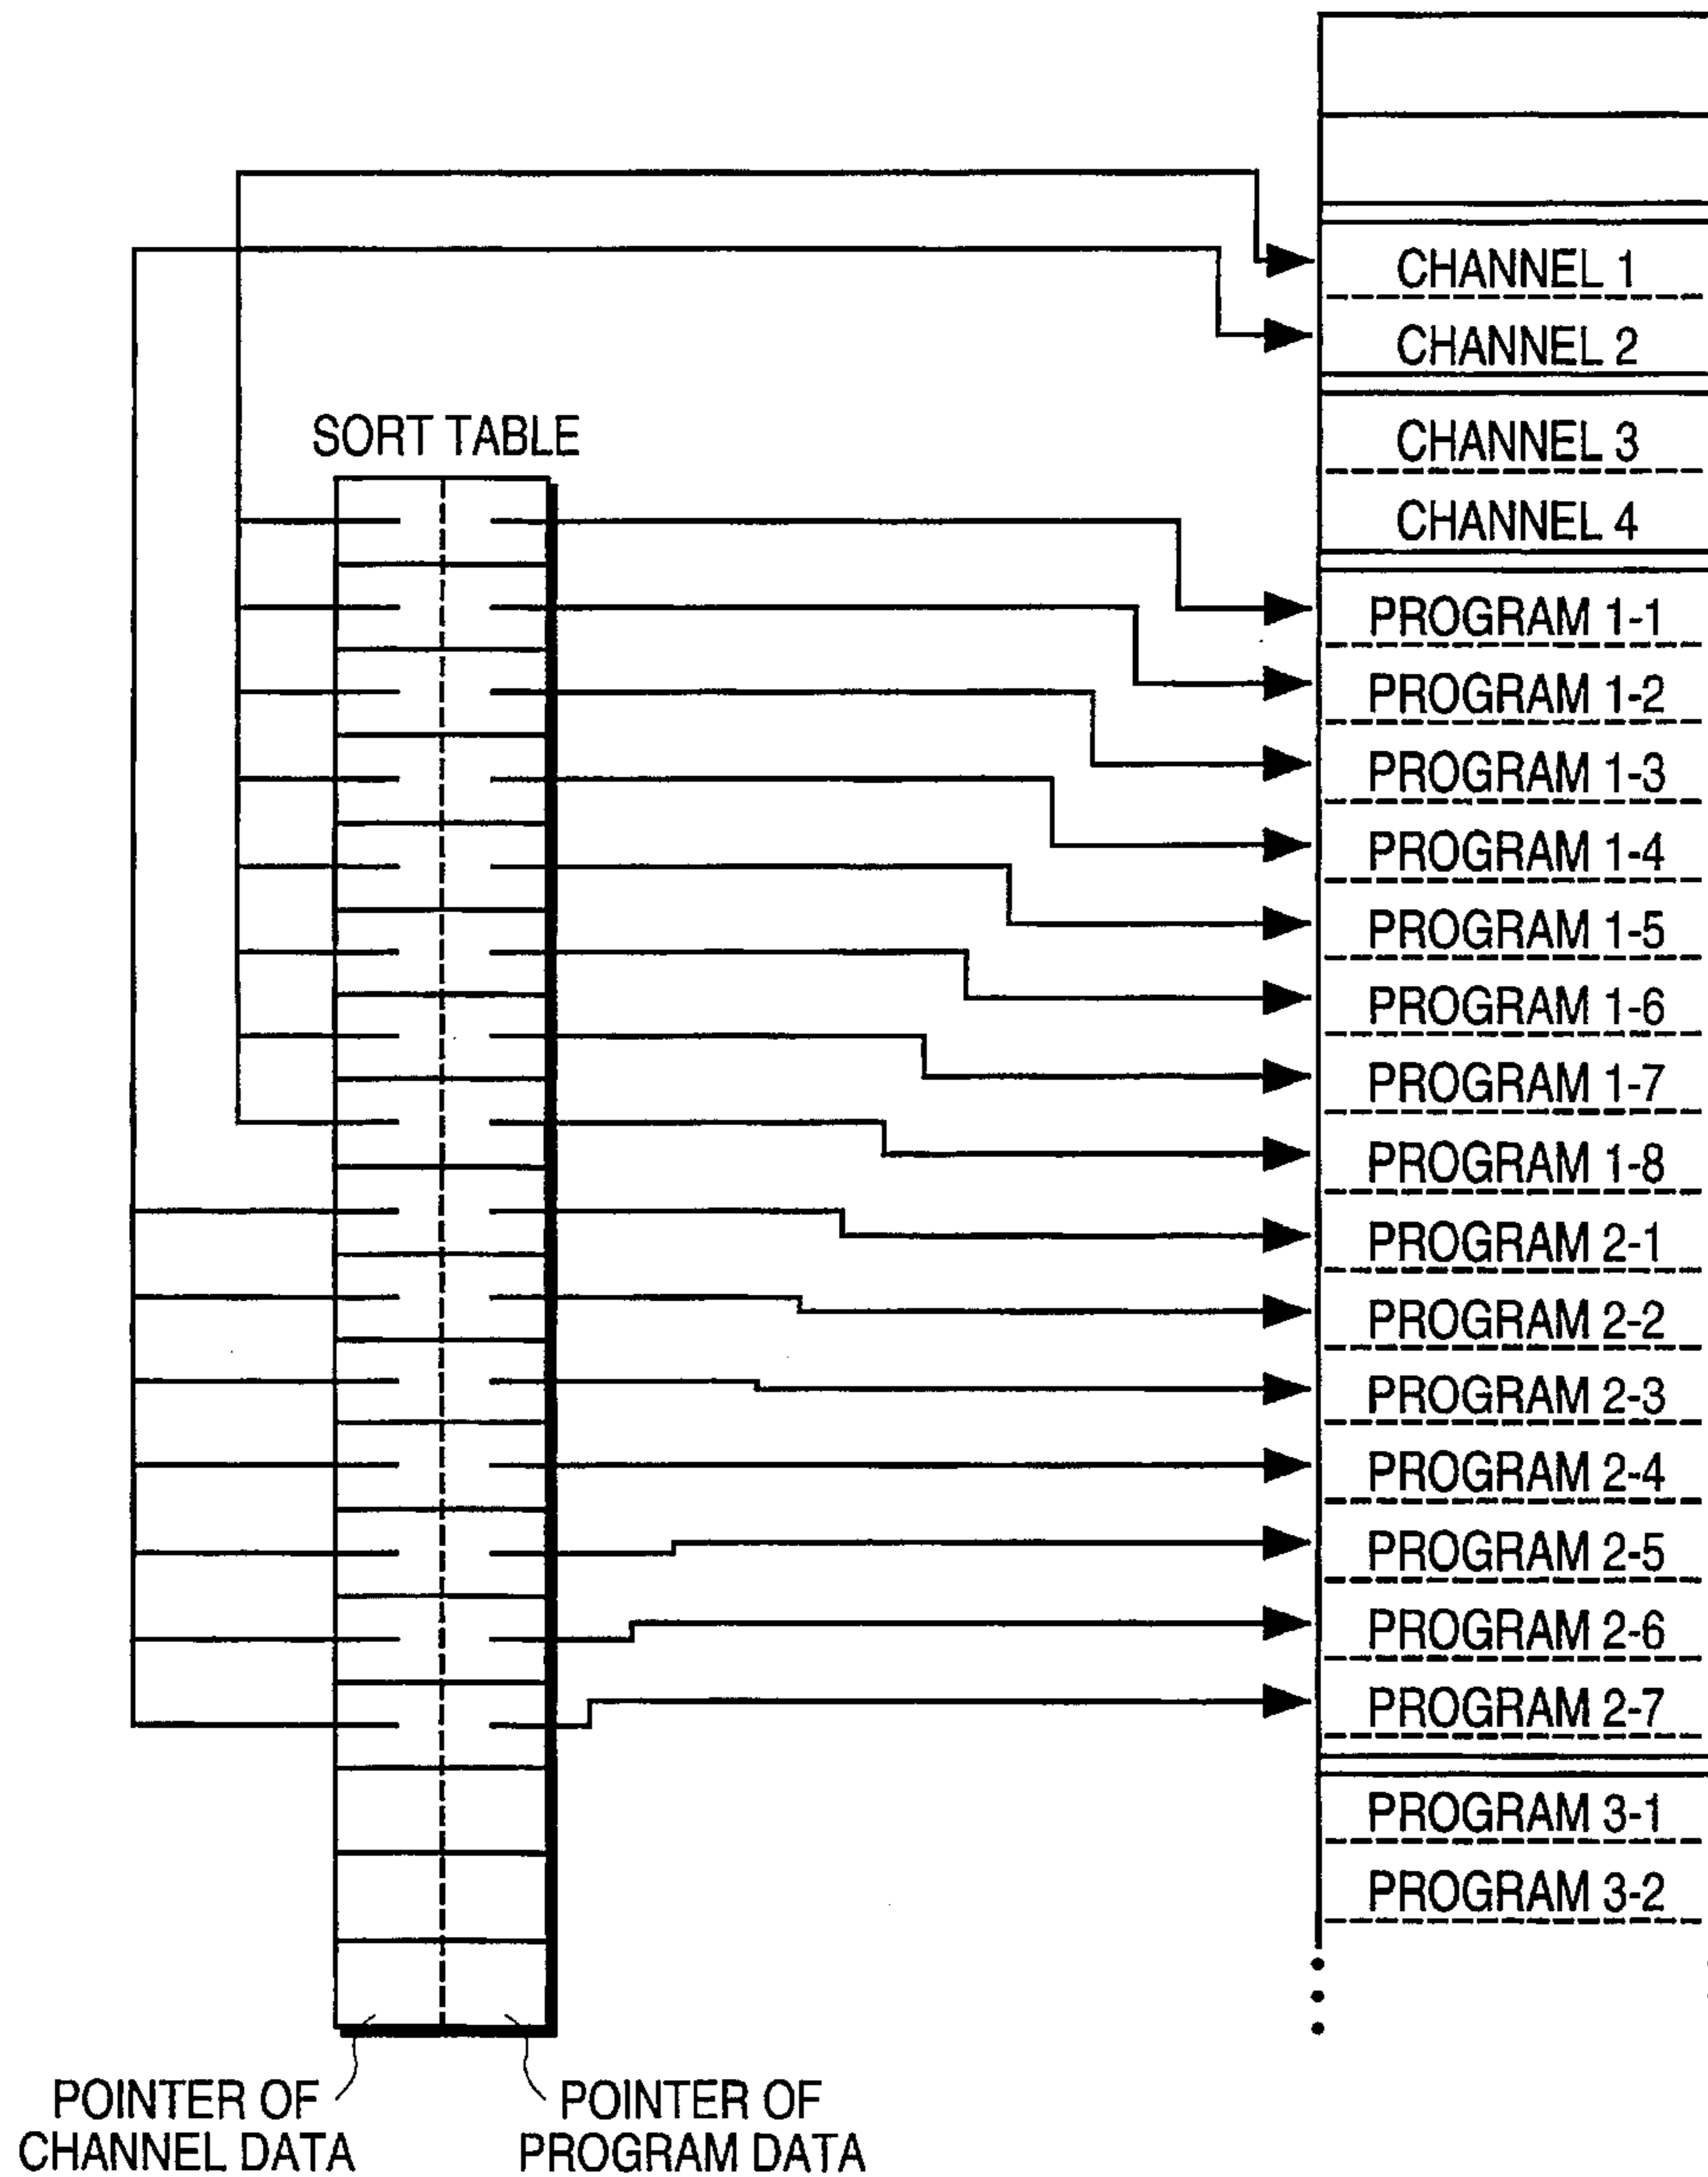 CHANNEL 1
CHANNEL 2
SORT TABLE
CHANNEL 3
CHANNEL 4
PROGRAM 1-1
PROGRAM 1-2
PROGRAM 1-3
PROGRAM 1-4
PROGRAM 1-5
PROGRAM 1-6
PROGRAM 1-7
PROGRAM 1-8
PROGRAM 2-1
PROGRAM 2-2
PROGRAM 2-3
PROGRAM 2-4
PROGRAM 2-5
PROGRAM 2-6
PROGRAM 2-7
PROGRAM 3-1
PROGRAM 3-2
POINTER OF
CHANNEL DATA
POINTER OF
PROGRAM DATA